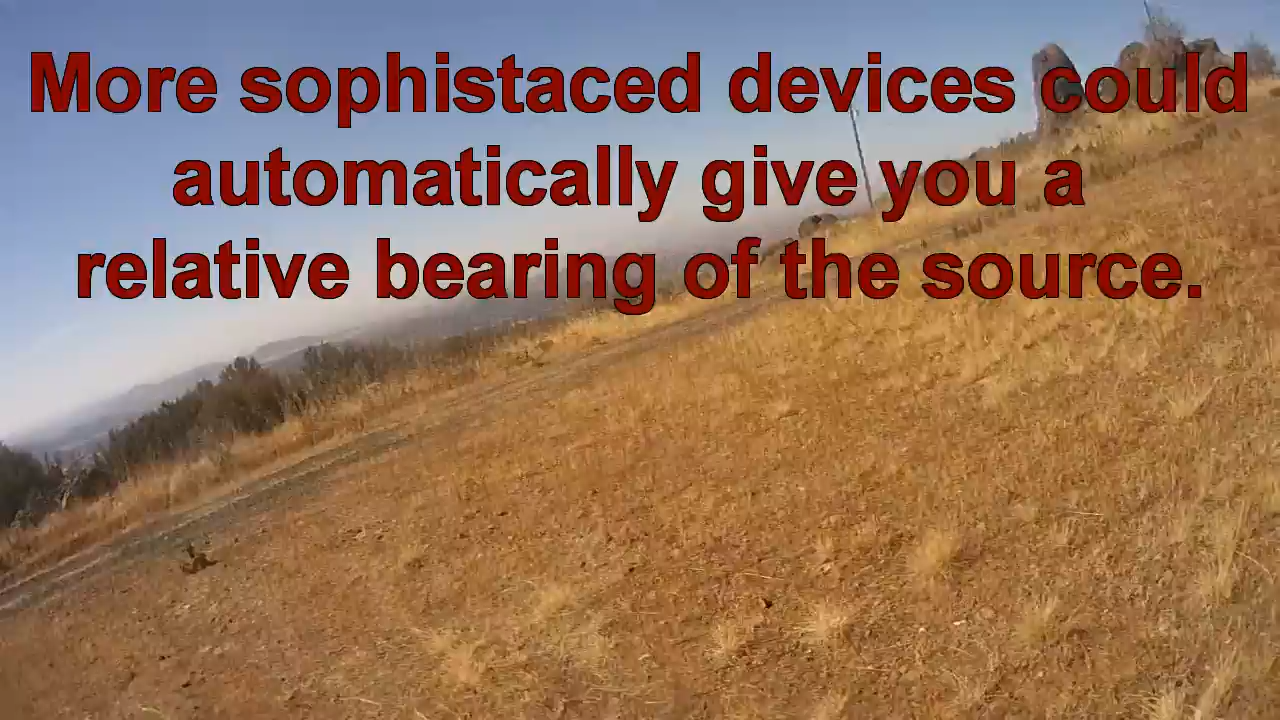 More sophistaced devices could
automatically give you a
relative bearing of the source.